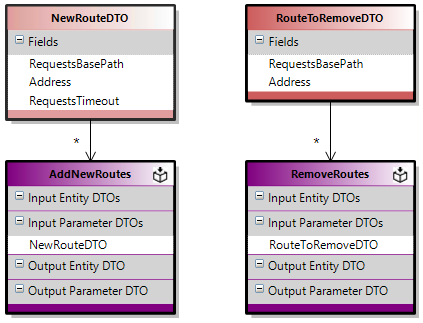 NewRouteDTO
Fields
RequestsBasePath
Address
RequestsTimeout
*
AddNewRoutes
Input Entity DTOs
Input Parameter DTOs
NewRouteDTO
Output Entity DTO
Output Parameter DTO
RouteToRemoveDTO
Fields
RequestsBasePath
Address
*
RemoveRoutes
Input Entity DTOs
Input Parameter DTOs
RouteToRemoveDTO
Output Entity DTO
Output Parameter DTO